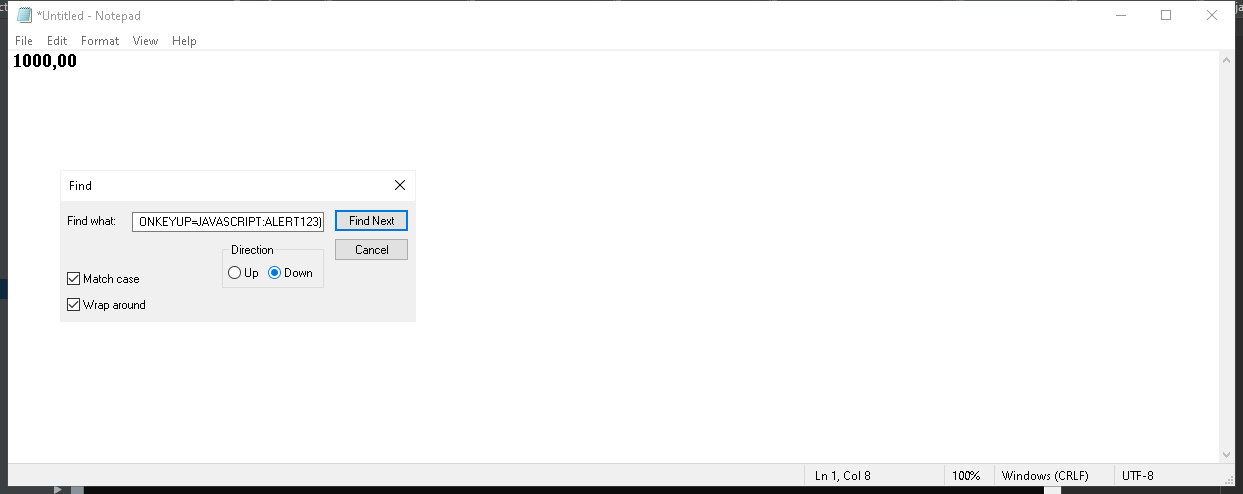 *Untitled - Notepad
File Edit Format View Help
1000,00
Find
Find what: ONKEYUP=JAVASCRIPT:ALERT123) Find Next
Direction Cancel
Up Down
Match case
Wrap around
Ln 1, Col 8 100% Windows (CRLF) UTF-8